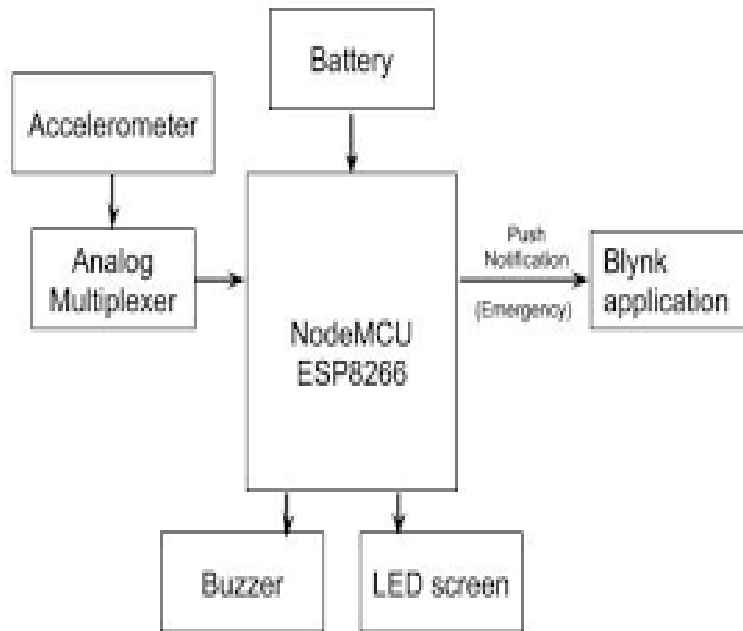 Battery
Accelerometer
Analog
Multiplexer
NodeMCU
ESP8266
Push
Notification
(Emergency)
Blynk
application
Buzzer
LED screen